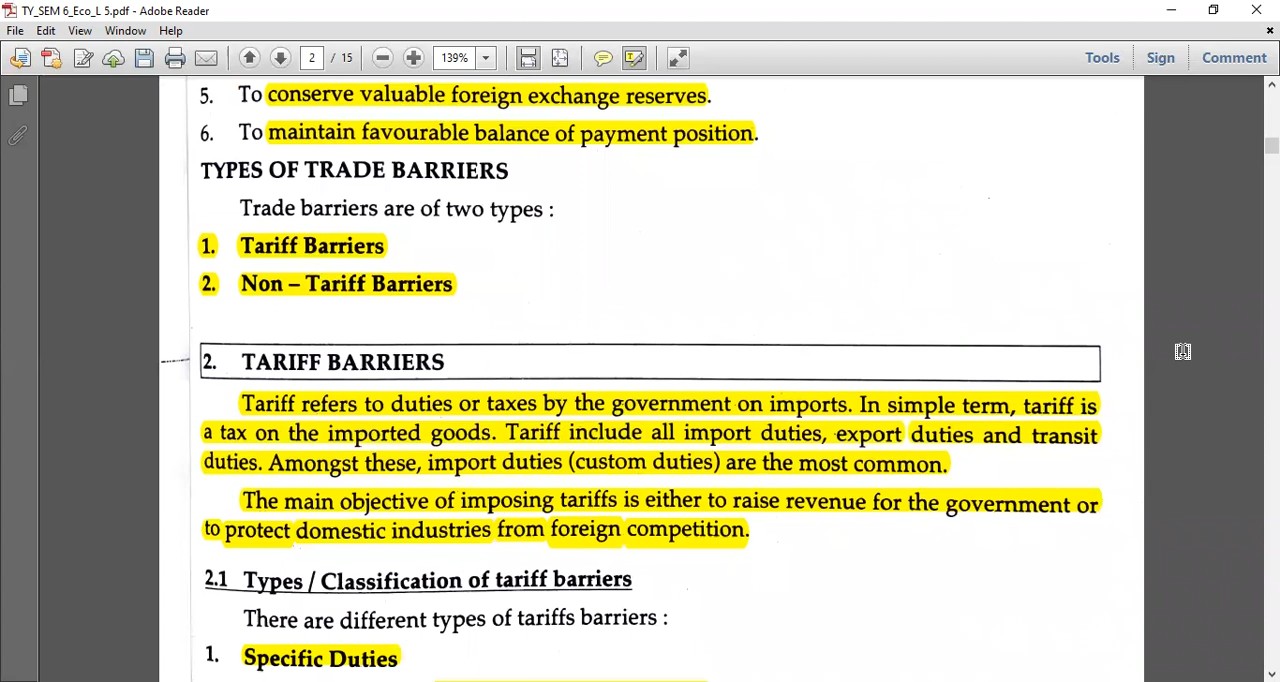 TY_SEM 6_Eco_L 5.pdf - Adobe Reader
File Edit View Window Help
2 / 15 139% Tools Sign Comment
5. To conserve valuable foreign exchange reserves.
6. To maintain favourable balance of payment position.
TYPES OF TRADE BARRIERS
Trade barriers are of two types :
1. Tariff Barriers
2. Non – Tariff Barriers
2. TARIFF BARRIERS
Tariff refers to duties or taxes by the government on imports. In simple term, tariff is
a tax on the imported goods. Tariff include all import duties, export duties and transit
duties. Amongst these, import duties (custom duties) are the most common.
The main objective of imposing tariffs is either to raise revenue for the government or
to protect domestic industries from foreign competition.
2.1 Types / Classification of tariff barriers
There are different types of tariffs barriers :
1. Specific Duties